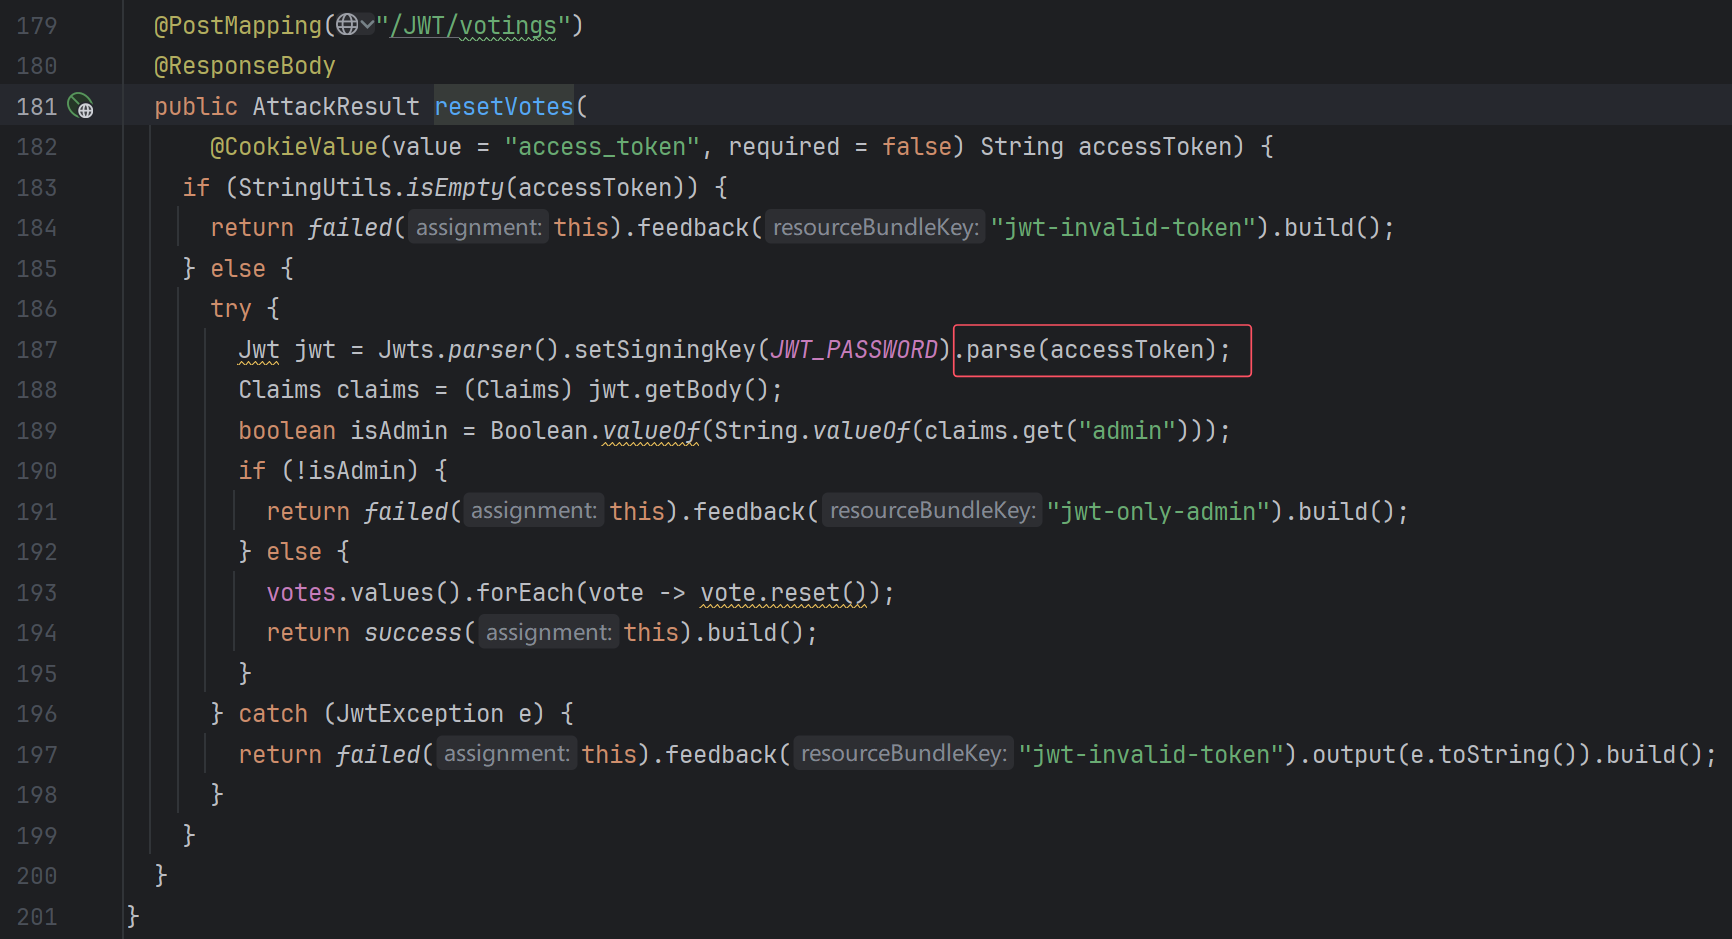 179 @PostMapping("/JWT/votings")
180 @ResponseBody
181 public AttackResult resetVotes(
182 @CookieValue(value = "access_token", required = false) String accessToken) {
183 if (StringUtils.isEmpty(accessToken)) {
184 return failed( assignment: this).feedback( resourceBundleKey: "jwt-invalid-token").build();
185 } else {
186 try {
187 Jwt jwt = Jwts.parser().setSigningKey(JWT_PASSWORD).parse(accessToken);
188 Claims claims = (Claims) jwt.getBody();
189 boolean isAdmin = Boolean.valueOf(String.valueOf(claims.get("admin")));
190 if (!isAdmin) {
191 return failed( assignment: this).feedback( resourceBundleKey: "jwt-only-admin").build();
192 } else {
193 votes.values().forEach(vote -> vote.reset());
194 return success( assignment: this).build();
195 }
196 } catch (JwtException e) {
197 return failed( assignment: this).feedback( resourceBundleKey: "jwt-invalid-token").output(e.toString()).build();
198 }
199 }
200 }
201 }